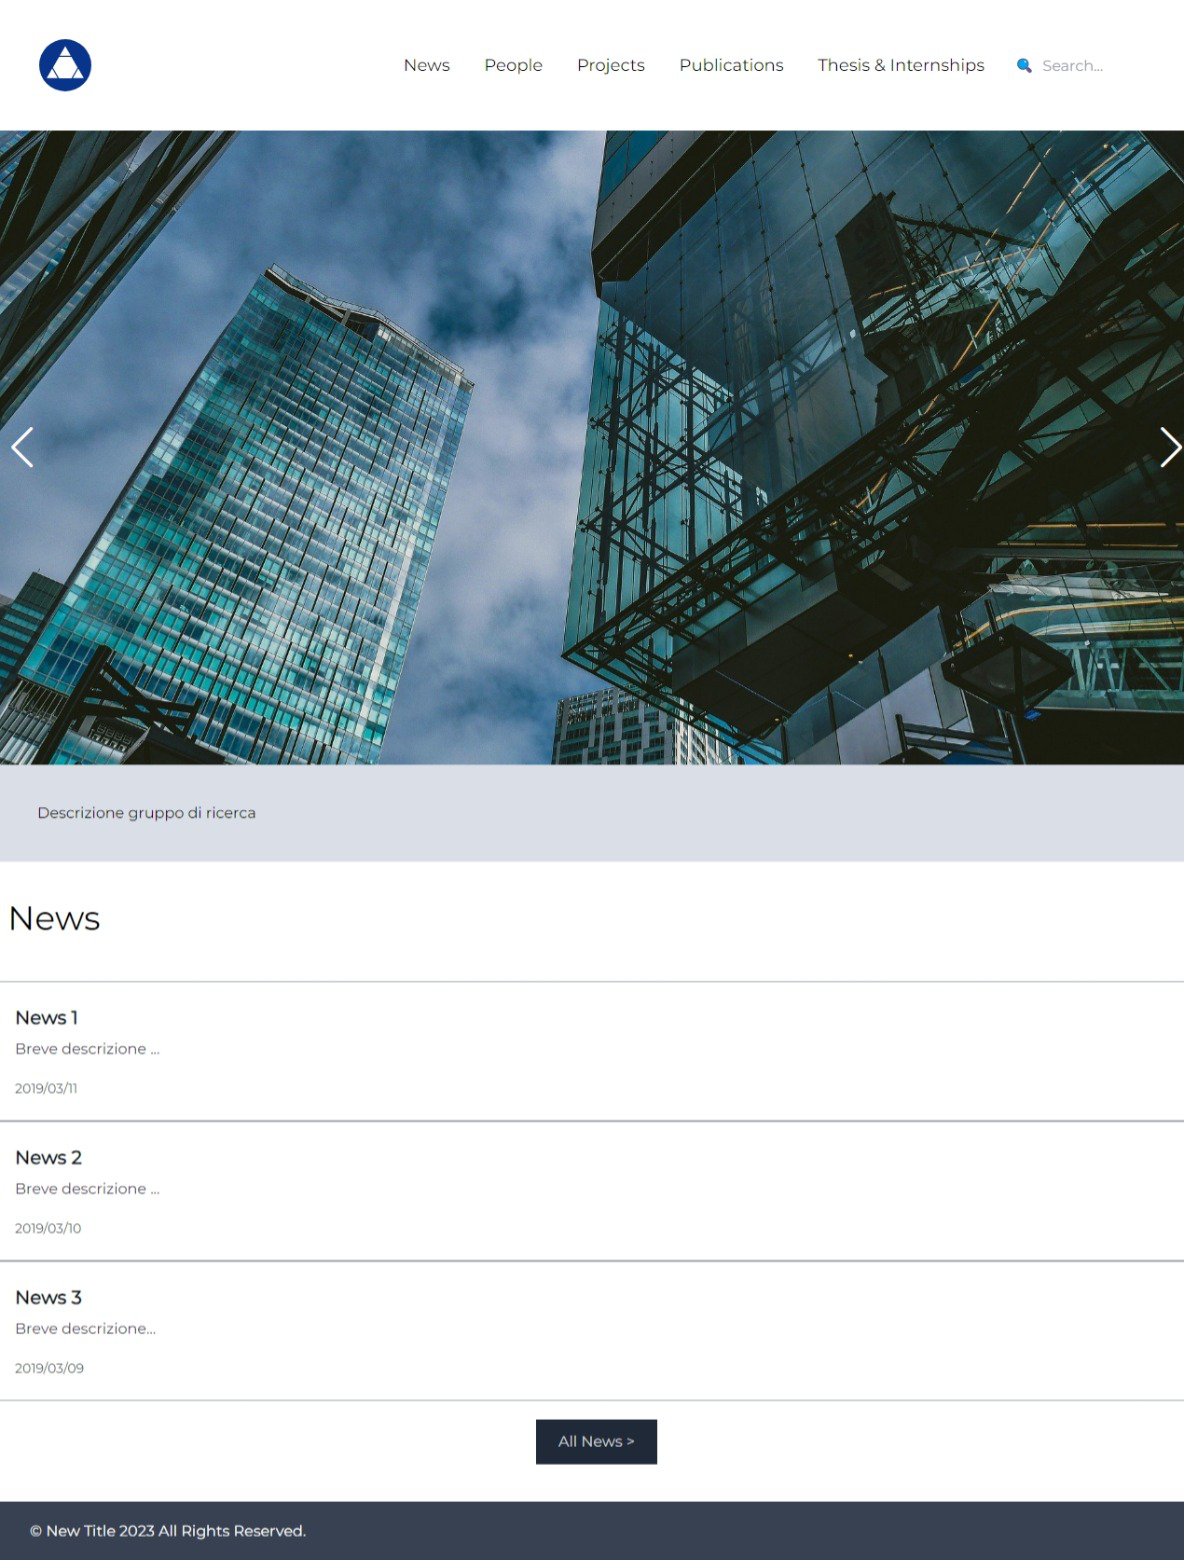 News People Projects Publications Thesis & Internships Search...
Descrizione gruppo di ricerca
News
News 1
Breve descrizione ...
2019/03/11
News 2
Breve descrizione ...
2019/03/10
News 3
Breve descrizione...
2019/03/09
All News >
© New Title 2023 All Rights Reserved.